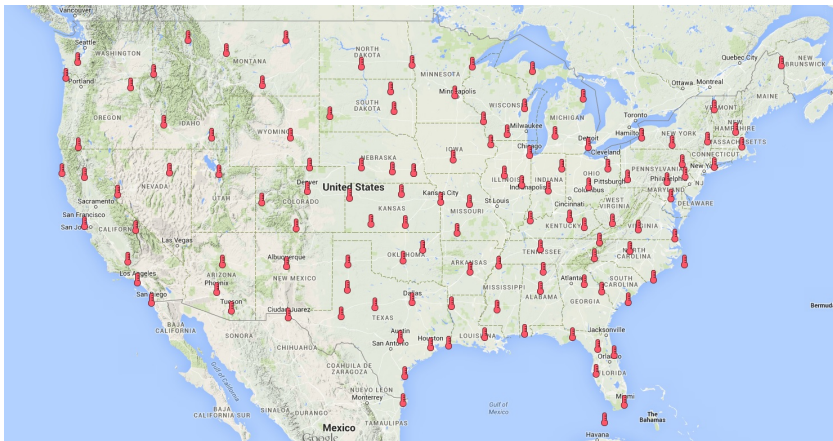 Vancouver
Seattle
WASHINGTON
Portland
MONTANA
NORTH
DAKOTA
MINNESOTA
Minneapolis
Quebec City
NEW
BRUNSWICK
Ottawa
Montreal
MAINE
OREGON
IDAHO
WYOMING
SOUTH
DAKOTA
WISCONSIN
Milwaukee
MICHIGAN
Toronto
Hamilton
Detroit
VERMONT
NEW
HAMPSHIRE
NEW YORK
MASSACHUSETTS
CONNECTICUT
New York
IOWA
Chicago
Cleveland
NEBRASKA
NEVADA
UTAH
Denver
COLORADO
United States
KANSAS
Kansas City
MISSOURI
St Louis
ILLINOIS
INDIANA
Indianapolis
OHIO
Columbus
Pittsburgh
PENNSYLVANIA
Philadelphia
NJ
MARYLAND
DELAWARE
Cincinnati
WEST
VIRGINIA
VIRGINIA
KENTUCKY
Sacramento
San Francisco
San Jose
CALIFORNIA
Las Vegas
Los Angeles
San Diego
ARIZONA
Phoenix
Tucson
Albuquerque
NEW MEXICO
Ciudad Juarez
OKLAHOMA
ARKANSAS
TENNESSEE
NORTH
CAROLINA
SOUTH
CAROLINA
Atlanta
MISSISSIPPI
ALABAMA
GEORGIA
Dallas
TEXAS
Austin
San Antonio
Houston
LOUISIANA
Jacksonville
Orlando
FLORIDA
Miami
Bermuda
BAJA
CALIFORNIA
SONORA
CHIHUAHUA
COAHUILA DE
ZARAGOZA
NUEVO LEON
Monterrey
Gulf of
California
BAJA
CALIFORNIA SUR
SINALOA
DURANGO
TAMAULIPAS
Mexico
Google
Gulf of
Mexico
The
Bahamas
Havana